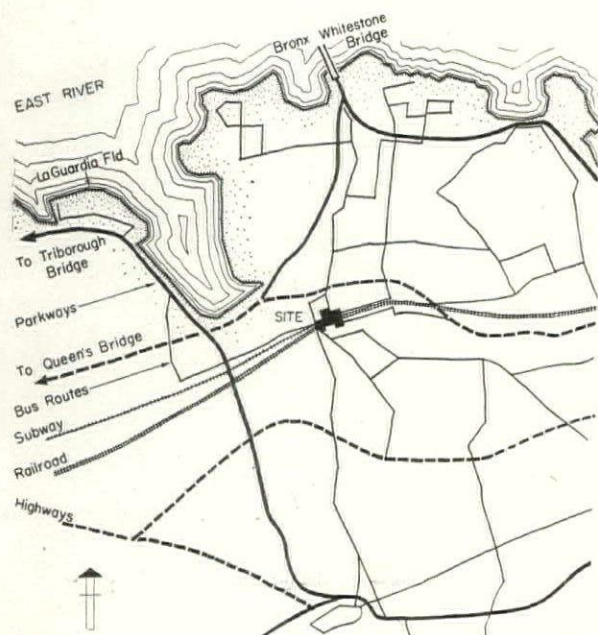 Bronx Whitestone
Bridge
EAST RIVER
LaGuardia Fld
To Triborough
Bridge
Parkways
SITE
To Queen's Bridge
Bus Routes
Subway
Railroad
Highways